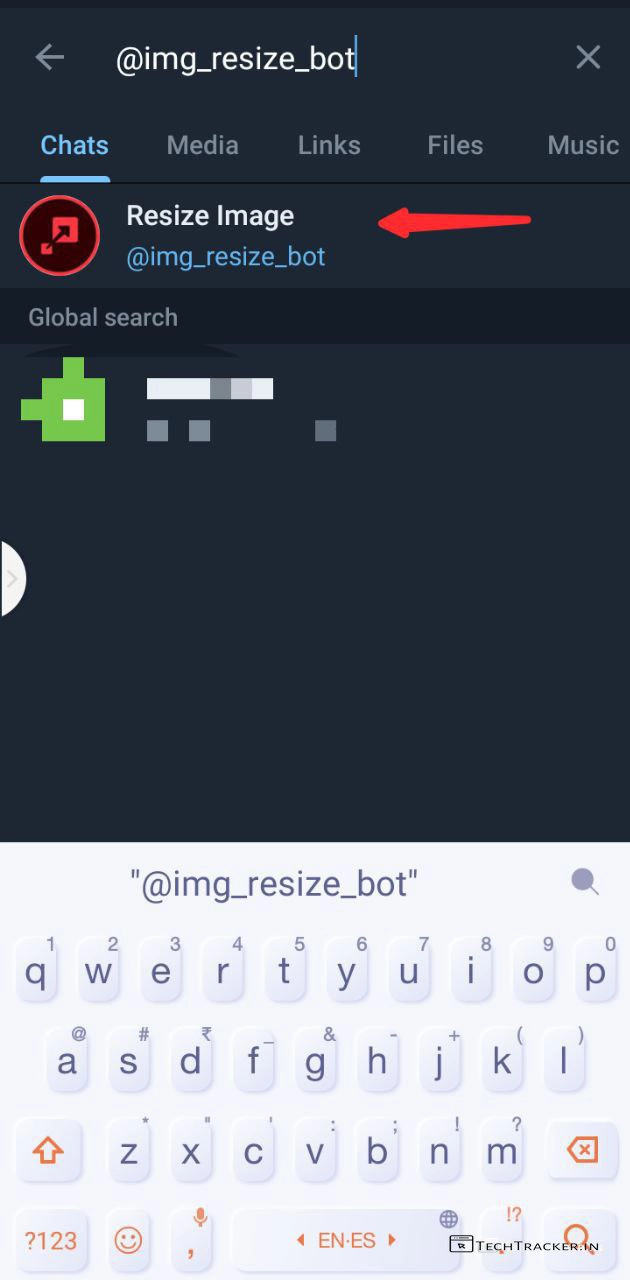 @img_resize_bot
Chats Media Links Files Music
Resize Image
@img_resize_bot
Global search
"@img_resize_bot"
1 2 3 4 5 6 7 8 9 0
q w e r t y u i o p
@ # ₹ _ & - + ( )
a s d f g h j k l
* " ' : ; ! ?
z x c v b n m
!?
?123 , EN·ES .
TECHTRACKER.IN